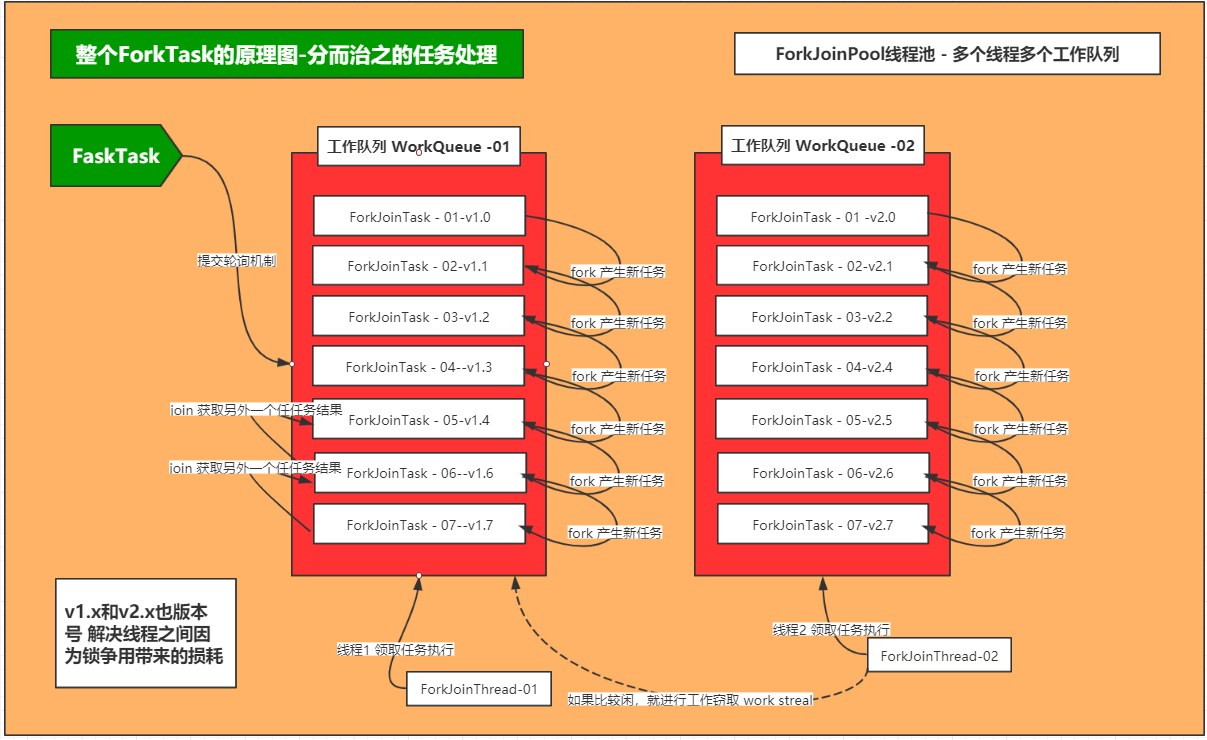 整个ForkTask的原理图-分而治之的任务处理
ForkJoinPool线程池 - 多个线程多个工作队列
FaskTask
提交轮询机制
工作队列 WorkQueue -01
ForkJoinTask - 01-v1.0
ForkJoinTask - 02-v1.1
ForkJoinTask - 03-v1.2
ForkJoinTask - 04--v1.3
ForkJoinTask - 05-v1.4
ForkJoinTask - 06--v1.6
ForkJoinTask - 07--v1.7
fork 产生新任务
fork 产生新任务
fork 产生新任务
fork 产生新任务
fork 产生新任务
fork 产生新任务
join 获取另外一个任任务结果
join 获取另外一个任任务结果
工作队列 WorkQueue -02
ForkJoinTask - 01 -v2.0
ForkJoinTask - 02-v2.1
ForkJoinTask - 03-v2.2
ForkJoinTask - 04-v2.4
ForkJoinTask - 05-v2.5
ForkJoinTask - 06-v2.6
ForkJoinTask - 07-v2.7
fork 产生新任务
fork 产生新任务
fork 产生新任务
fork 产生新任务
fork 产生新任务
fork 产生新任务
v1.x和v2.x也版本
号 解决线程之间因
为锁争用带来的损耗
线程1 领取任务执行
ForkJoinThread-01
线程2 领取任务执行
ForkJoinThread-02
如果比较闲，就进行工作窃取 work streal